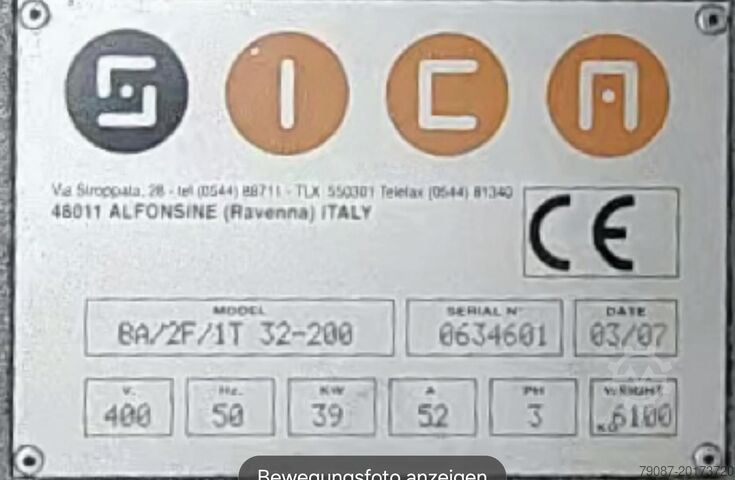 SICA
Via Stroppata, 28 - tel (0544) 88711 - TLX 550301 Telefax (0544) 81340
48011 ALFONSINE (Ravenna) ITALY
CE
MODEL SERIAL N° DATE
BA/2F/1T 32-200 0634601 03/07
V. Hz. KW A PH WEIGHT
400 50 39 52 3 KG 6100
Bewegungsfoto anzeigen
79087-20173720